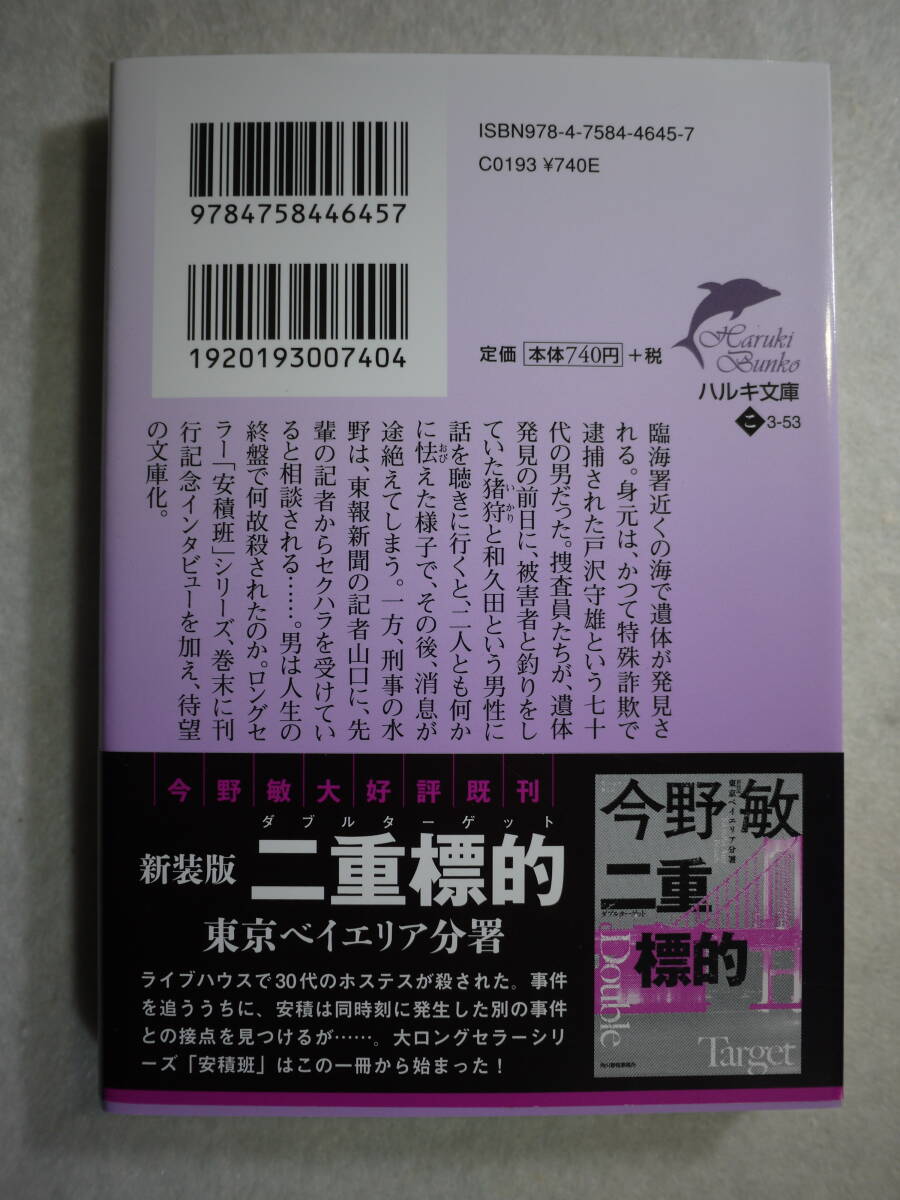 ISBN978-4-7584-4645-7
C0193 ¥740E
9784758446457
1920193007404
定価 本体740円 +税
Haruki
Bunko
ハルキ文庫
こ 3-53
臨海署近くの海で遺体が発見さ
れる。身元は、かつて特殊詐欺で
逮捕された戸沢守雄という七十
代の男だった。捜査員たちが、遺体
発見の前日に、被害者と釣りをし
ていた猪狩と和久田という男性に
いかり
話を聴きに行くと、二人とも何か
に怯えた様子で、その後、消息が
おび
途絶えてしまう。一方、刑事の水
野は、東報新聞の記者山口に、先
輩の記者からセクハラを受けてい
ると相談される……。男は人生の
終盤で何故殺されたのか。ロングセ
ラー「安積班」シリーズ、巻末に刊
行記念インタビューを加え、待望
の文庫化。
今野敏大好評既刊
ダブルターゲット
新装版 二重標的
東京ベイエリア分署
ライブハウスで30代のホステスが殺された。事件
を追ううちに、安積は同時刻に発生した別の事件
との接点を見つけるが……。大ロングセラーシリ
ーズ「安積班」はこの一冊から始まった!
今野敏
東京ベイエリア分署
二重
ダブルターゲット
標的
Double
Target